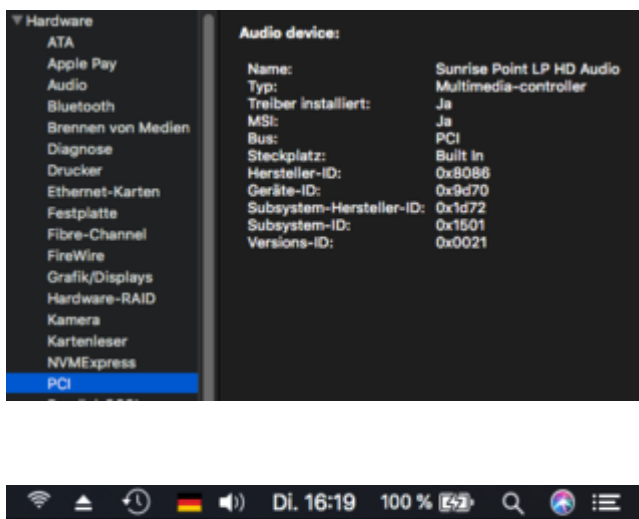 Hardware
ATA
Apple Pay
Audio
Bluetooth
Brennen von Medien
Diagnose
Drucker
Ethernet-Karten
Festplatte
Fibre-Channel
FireWire
Grafik/Displays
Hardware-RAID
Kamera
Kartenleser
NVMExpress
PCI
Audio device:
Name: Sunrise Point LP HD Audio
Typ: Multimedia-controller
Treiber installiert: Ja
MSI: Ja
Bus: PCI
Steckplatz: Built In
Hersteller-ID: 0x8086
Geräte-ID: 0x9d70
Subsystem-Hersteller-ID: 0x1d72
Subsystem-ID: 0x1501
Versions-ID: 0x0021
Di. 16:19 100 %